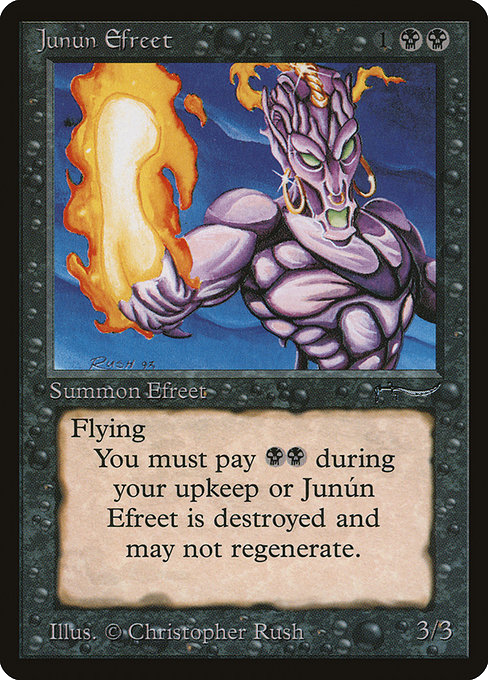 Junún Efreet 1
RUSH 93
Summon Efreet
Flying
You must pay during
your upkeep or Junún
Efreet is destroyed and
may not regenerate.
Illus. © Christopher Rush 3/3